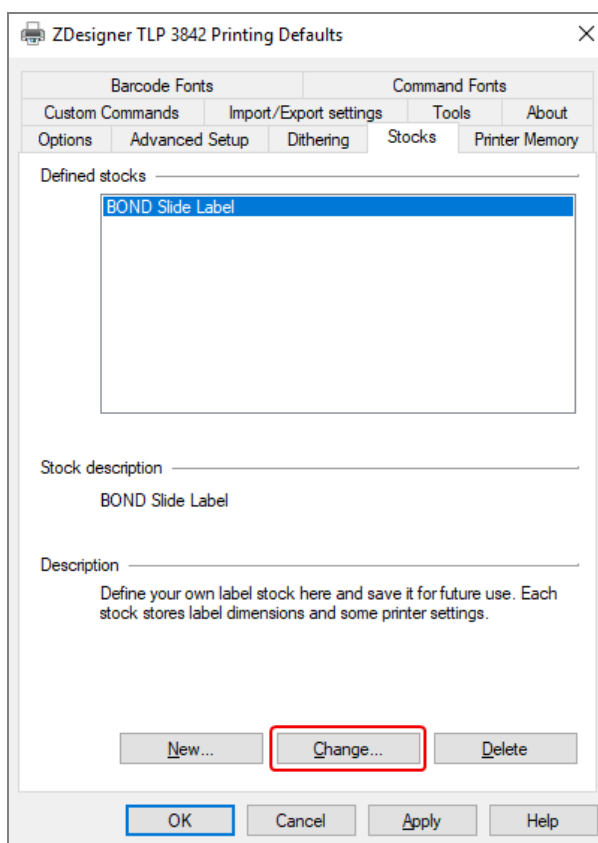 ZDesigner TLP 3842 Printing Defaults
Barcode Fonts Command Fonts
Custom Commands Import/Export settings Tools About
Options Advanced Setup Dithering Stocks Printer Memory
Defined stocks
BOND Slide Label
Stock description
BOND Slide Label
Description
Define your own label stock here and save it for future use. Each
stock stores label dimensions and some printer settings.
New... Change... Delete
OK Cancel Apply Help